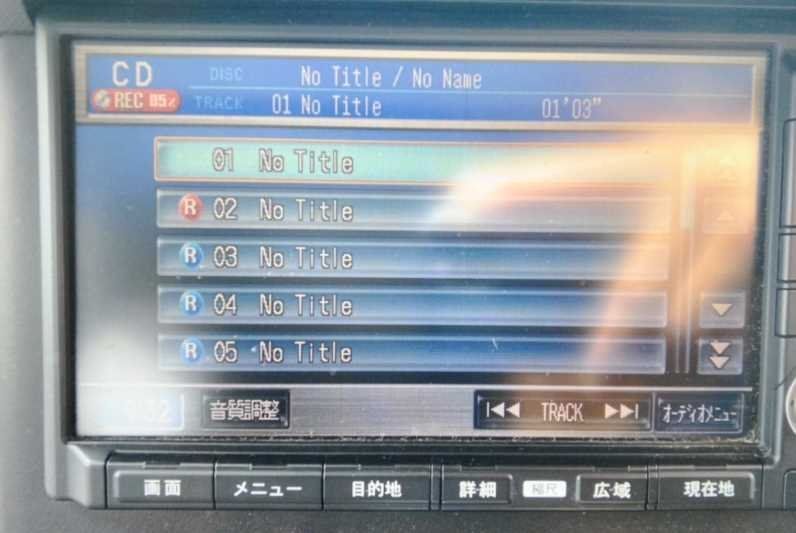 CD DISC No Title / No Name
REC 05% TRACK 01 No Title 01'03"
01 No Title
R 02 No Title
R 03 No Title
R 04 No Title
R 05 No Title
音質調整 TRACK オーディオメニュー
画面 メニュー 目的地 詳細 縮尺 広域 現在地